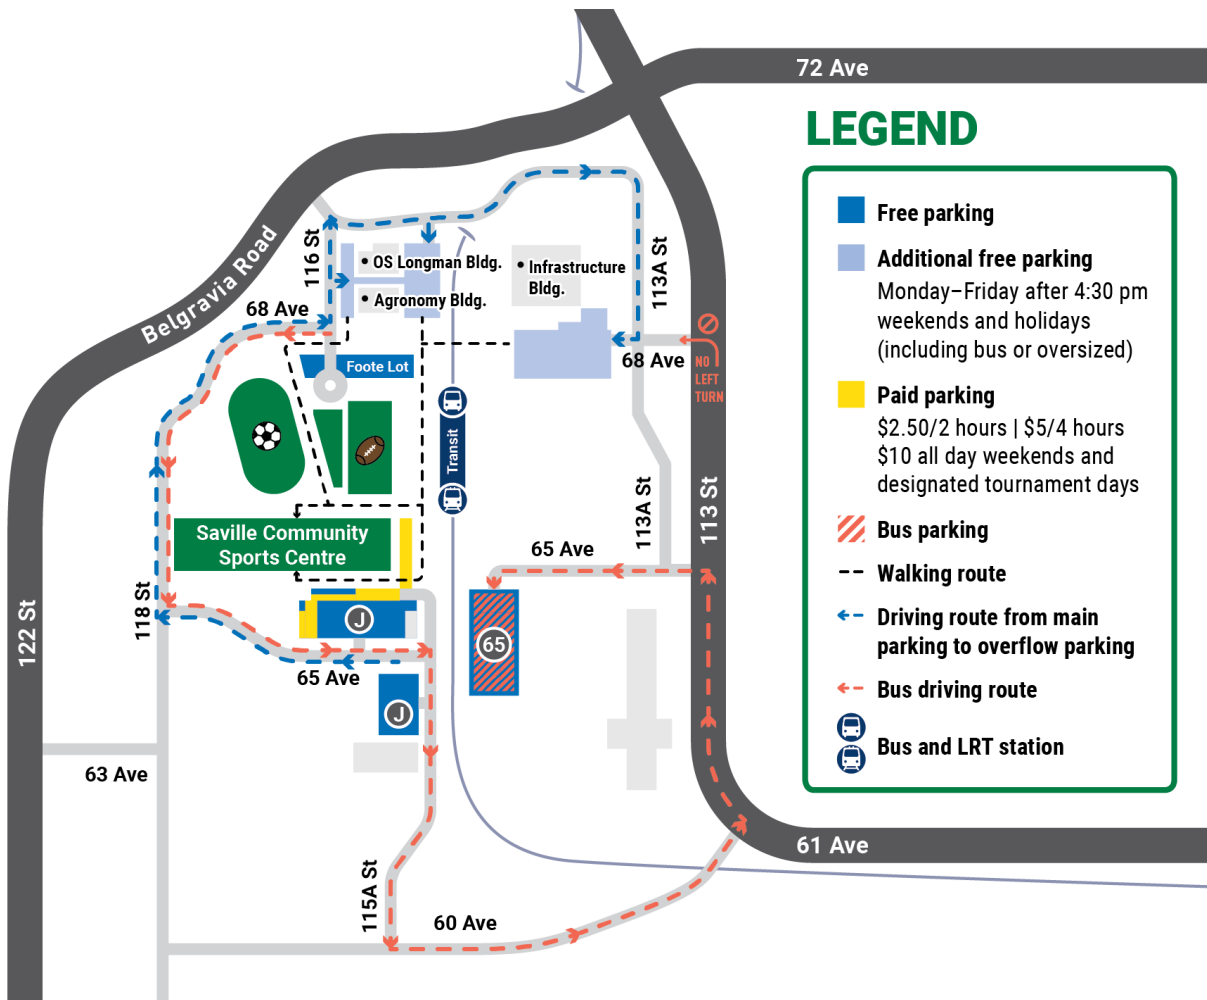 72 Ave
LEGEND
Free parking
Additional free parking
Monday–Friday after 4:30 pm
weekends and holidays
(including bus or oversized)
Paid parking
$2.50/2 hours | $5/4 hours
$10 all day weekends and
designated tournament days
Bus parking
Walking route
Driving route from main
parking to overflow parking
Bus driving route
Bus and LRT station
Belgravia Road
116 St
OS Longman Bldg.
Agronomy Bldg.
Infrastructure
Bldg.
113A St
68 Ave
68 Ave
NO
LEFT
TURN
Foote Lot
Transit
113A St
113 St
Saville Community
Sports Centre
65 Ave
118 St
122 St
J
65
65 Ave
J
63 Ave
115A St
60 Ave
61 Ave